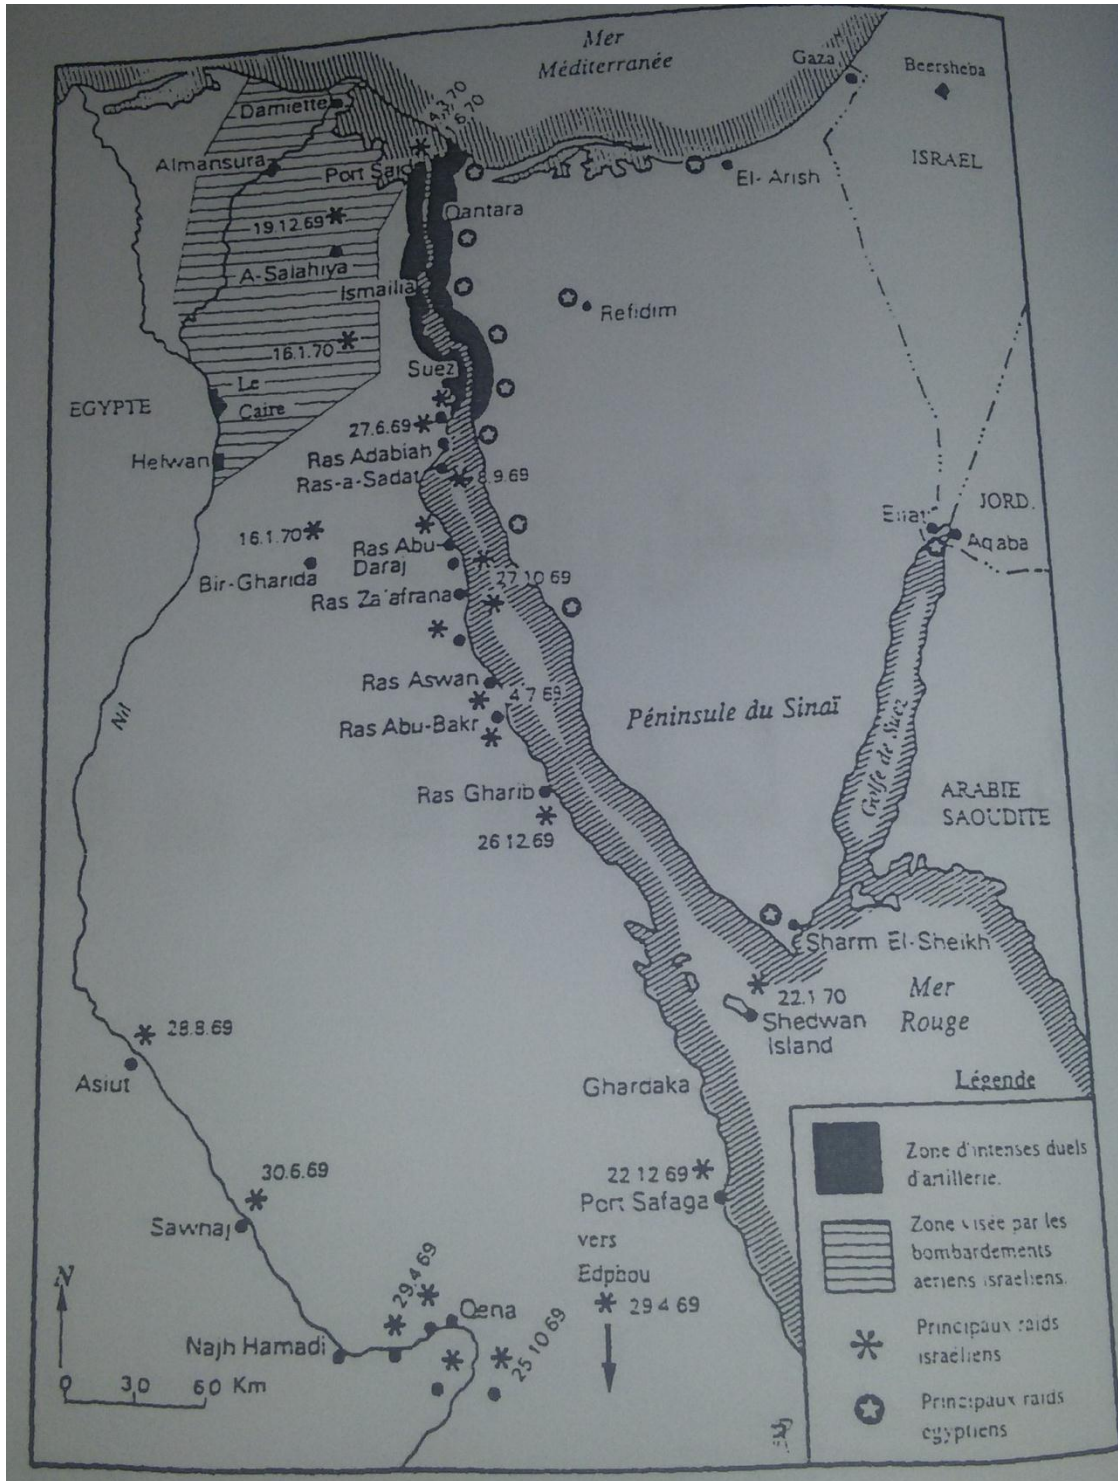 Mer
Méditerranée
Gaza
Beersheba
ISRAEL
Damiette
4.3.70
6.70
Almansura
Port Said
El-Arish
Qantara
19.12.69
A-Salahiya
Ismailia
Refidim
16.1.70
Suez
Le
Caire
EGYPTE
27.6.69
Helwan
Ras Adabiah
Ras-a-Sadat
8.9.69
JORD.
Eilat
Aqaba
16.1.70
Ras Abu-
Daraj
Bir-Gharida
27 10 69
Ras Za'afrana
Ras Aswan
4 7 69
Nil
Péninsule du Sinaï
Ras Abu-Bakr
Golfe de Suez
Ras Gharib
ARABIE
SAOUDITE
26 12.69
Sharm El-Sheikh
22.1 70
Shedwan
Island
Mer
Rouge
28.8.69
Asiut
Ghardaka
30.6.69
Sawnaj
22 12 69
Port Safaga
vers
Edphou
29 4 69
29.4 69
Qena
25 10 69
Najh Hamadi
N
0 30 60 Km
Légende
Zone d'intenses duels
d'artillerie.
Zone visée par les
bombardements
aeriens israeliens.
Principaux raids
israéliens
Principaux raids
egyptiens